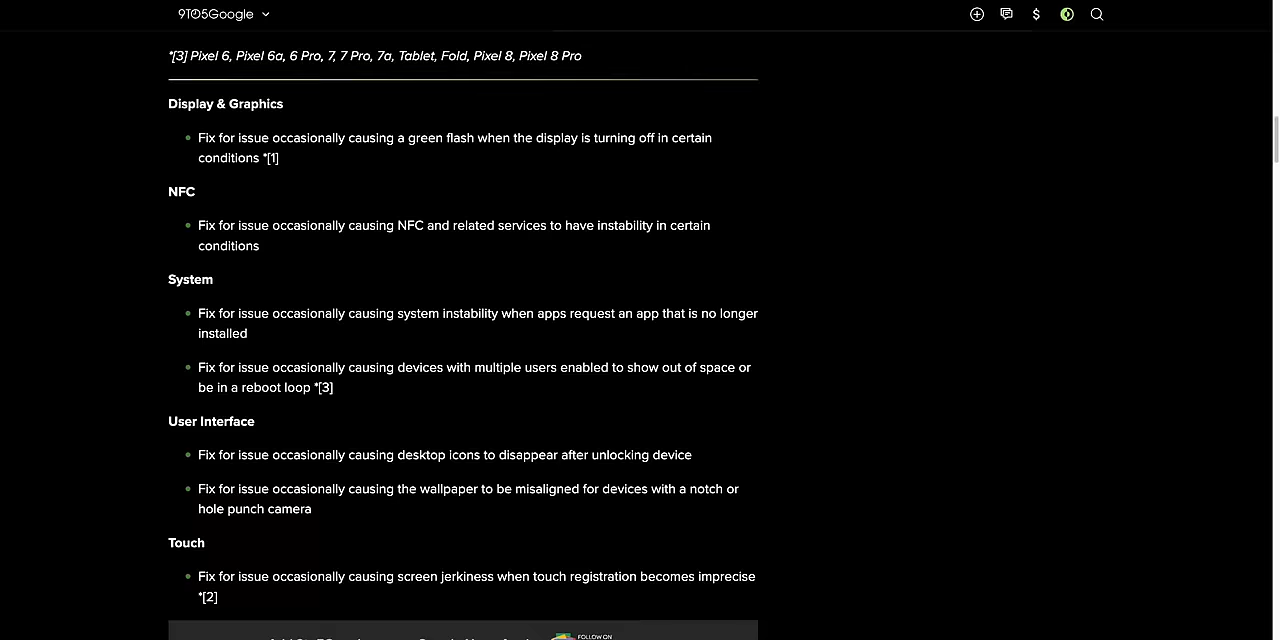 9TO5Google
*[3] Pixel 6, Pixel 6a, 6 Pro, 7, 7 Pro, 7a, Tablet, Fold, Pixel 8, Pixel 8 Pro
Display & Graphics
Fix for issue occasionally causing a green flash when the display is turning off in certain
conditions *[1]
NFC
Fix for issue occasionally causing NFC and related services to have instability in certain
conditions
System
Fix for issue occasionally causing system instability when apps request an app that is no longer
installed
Fix for issue occasionally causing devices with multiple users enabled to show out of space or
be in a reboot loop *[3]
User Interface
Fix for issue occasionally causing desktop icons to disappear after unlocking device
Fix for issue occasionally causing the wallpaper to be misaligned for devices with a notch or
hole punch camera
Touch
Fix for issue occasionally causing screen jerkiness when touch registration becomes imprecise
*[2]
FOLLOW ON